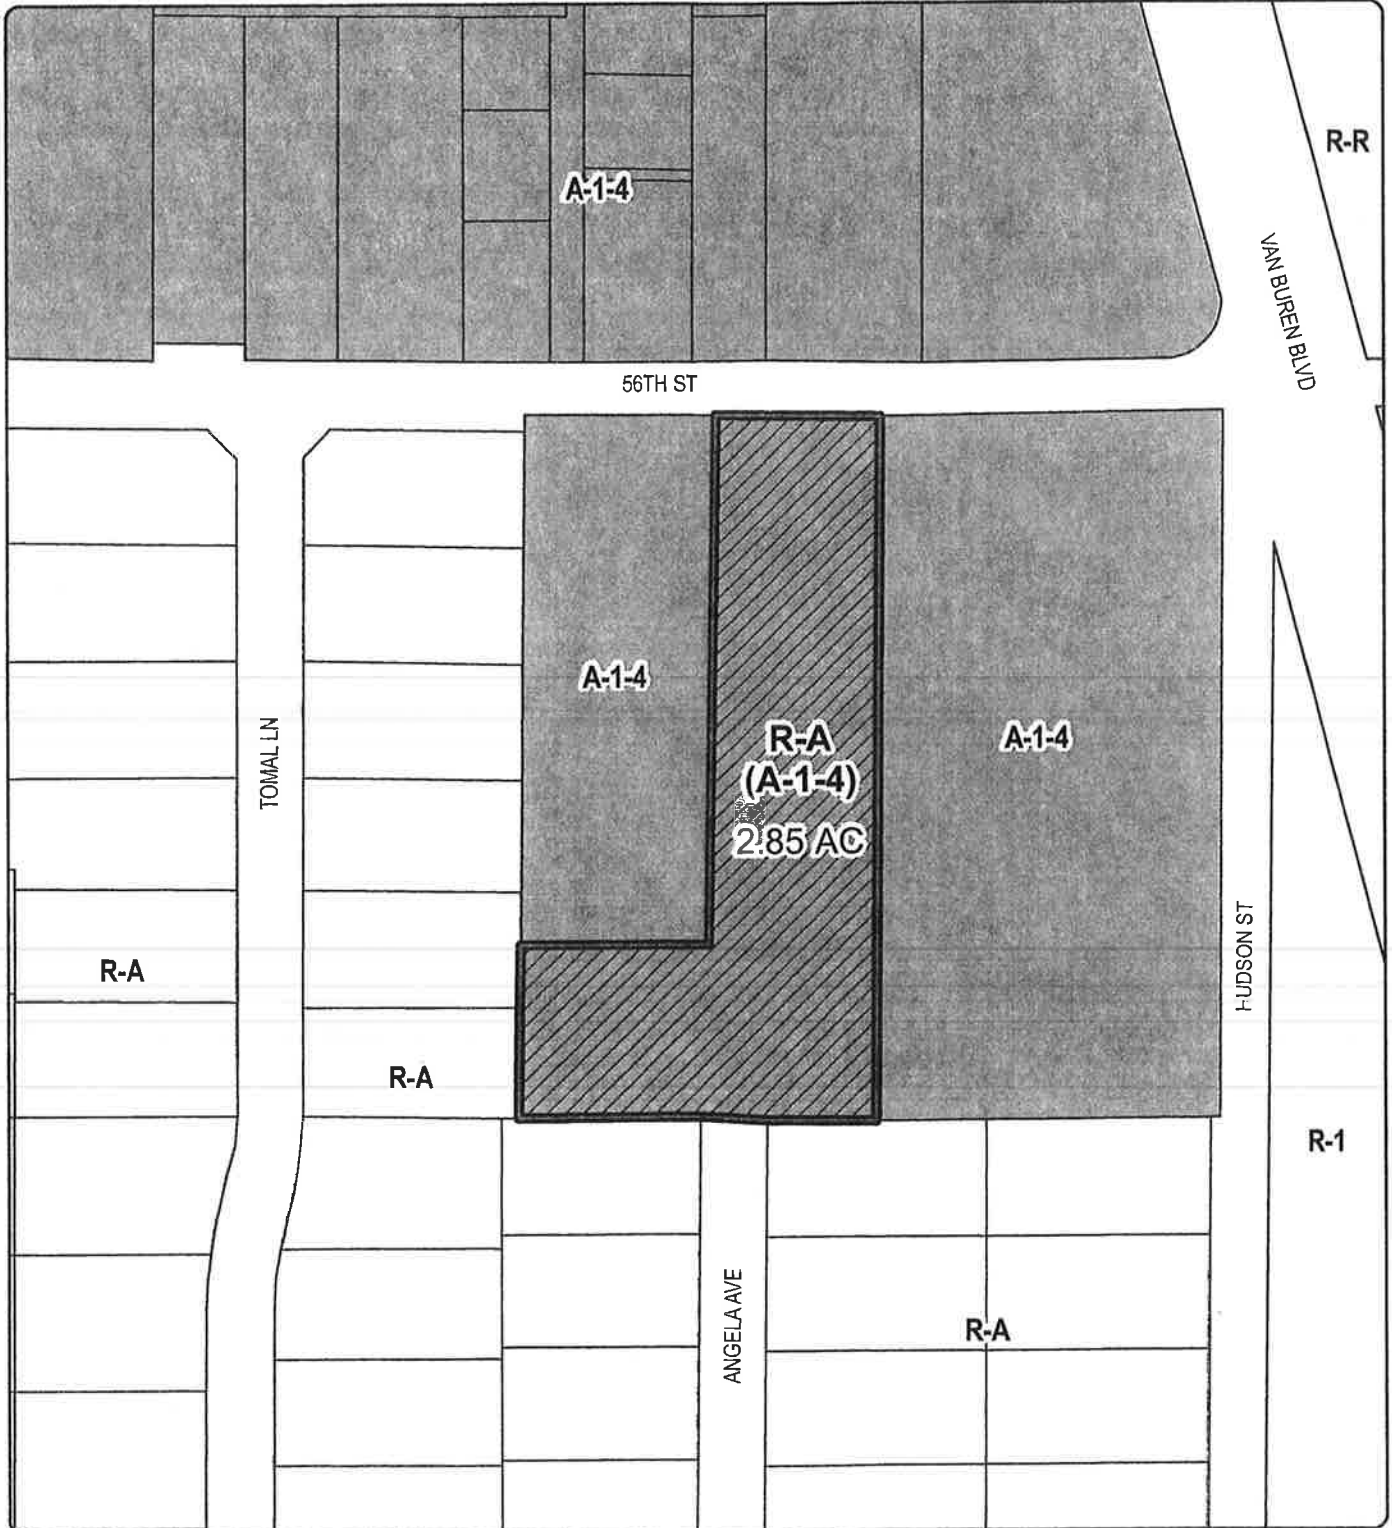 R-R
A-1-4
VAN BUREN BLVD
56TH ST
A-1-4
R-A
(A-1-4)
2.85 AC
A-1-4
TOMAL LN
HUDSON ST
R-A
R-A
R-1
ANGELA AVE
R-A